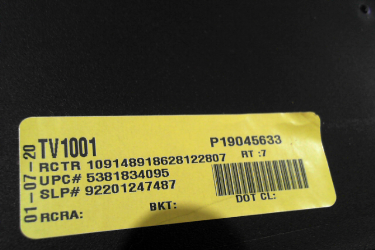 01-07-20
TV1001 P19045633
RCTR 109148918628122807 RT :7
UPC# 5381834095
SLP# 92201247487
RCRA: BKT: DOT CL: